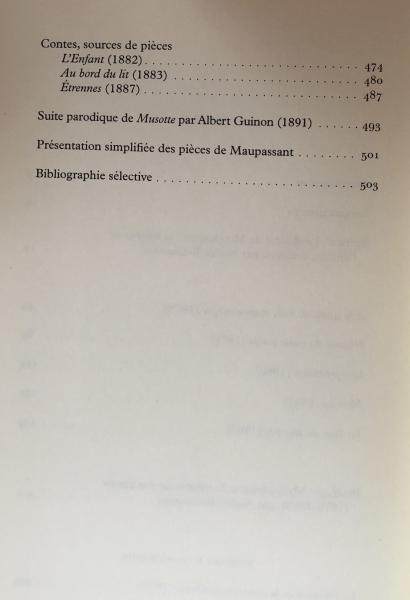 Contes, sources de pièces
L'Enfant (1882) . . . . . . . . . . . . . . . . . . . . . . . . . . . . 474
Au bord du lit (1883) . . . . . . . . . . . . . . . . . . . . . . . . 480
Étrennes (1887) . . . . . . . . . . . . . . . . . . . . . . . . . . . . 487
Suite parodique de Musotte par Albert Guinon (1891) . . . . . . 493
Présentation simplifiée des pièces de Maupassant . . . . . . . . 501
Bibliographie sélective . . . . . . . . . . . . . . . . . . . . . . . . . . 503